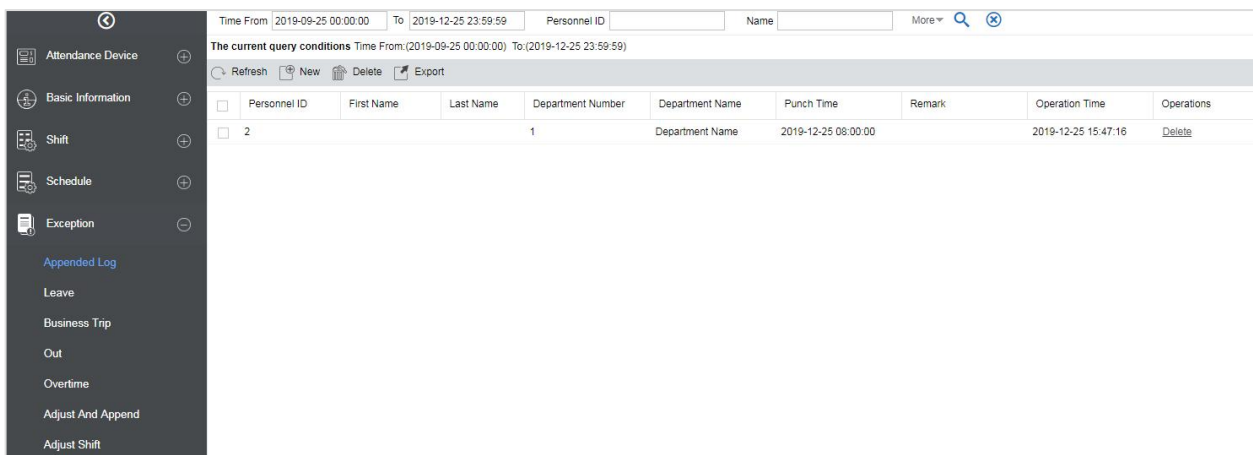 Time From 2019-09-25 00:00:00 To 2019-12-25 23:59:59 Personnel ID Name More
The current query conditions Time From:(2019-09-25 00:00:00) To:(2019-12-25 23:59:59)
Refresh New Delete Export
Personnel ID First Name Last Name Department Number Department Name Punch Time Remark Operation Time Operations
2 1 Department Name 2019-12-25 08:00:00 2019-12-25 15:47:16 Delete
Attendance Device
Basic Information
Shift
Schedule
Exception
Appended Log
Leave
Business Trip
Out
Overtime
Adjust And Append
Adjust Shift